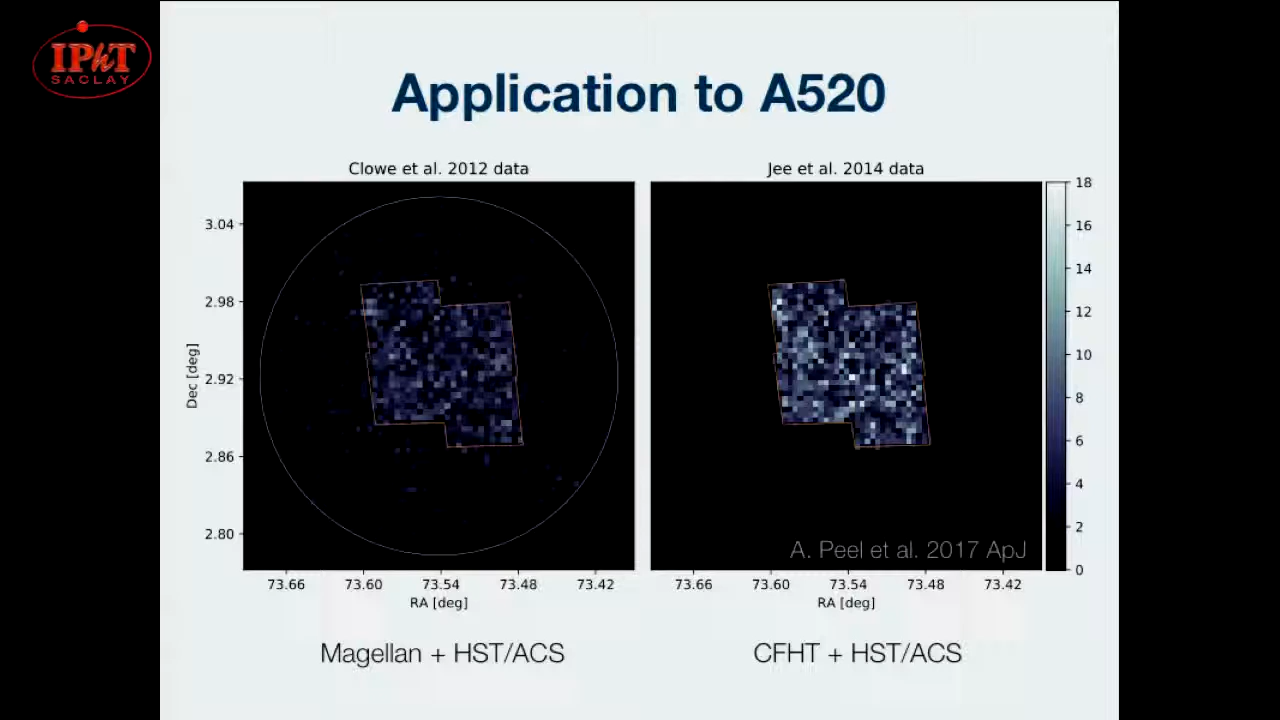 IPhT
SACLAY
Application to A520
Clowe et al. 2012 data
Jee et al. 2014 data
3.04
2.98
2.92
2.86
2.80
Dec [deg]
73.66 73.60 73.54 73.48 73.42
RA [deg]
73.66 73.60 73.54 73.48 73.42
RA [deg]
18
16
14
12
10
8
6
4
2
0
A. Peel et al. 2017 ApJ
Magellan + HST/ACS
CFHT + HST/ACS